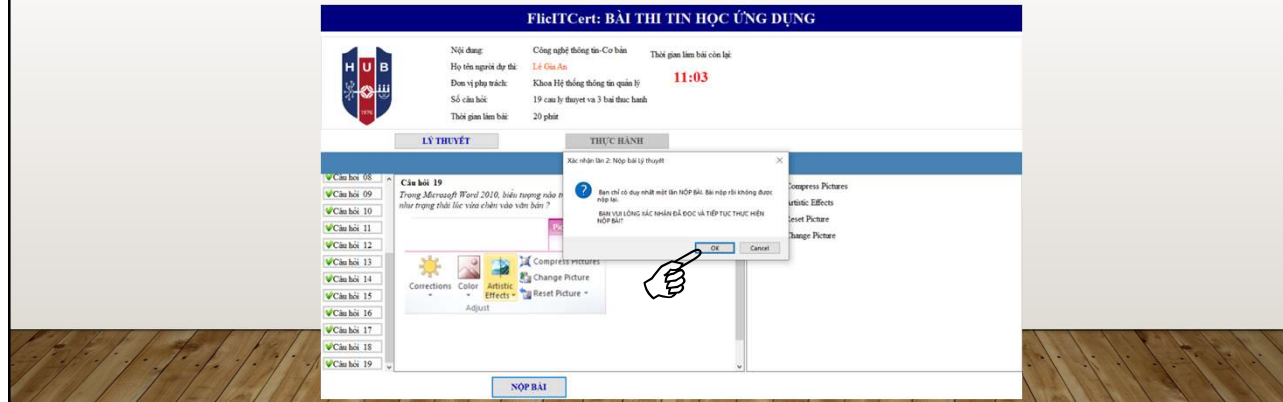 FlicITCert: BÀI THI TIN HỌC ỨNG DỤNG
HUB
1976
Nội dung: Công nghệ thông tin-Cơ bản
Họ tên người dự thi: Lê Gia An
Đơn vị phụ trách: Khoa Hệ thống thông tin quản lý
Số câu hỏi: 19 cau ly thuyet va 3 bai thuc hanh
Thời gian làm bài: 20 phút
Thời gian làm bài còn lại:
11:03
LÝ THUYẾT
THỰC HÀNH
Câu hỏi 08
Câu hỏi 09
Câu hỏi 10
Câu hỏi 11
Câu hỏi 12
Câu hỏi 13
Câu hỏi 14
Câu hỏi 15
Câu hỏi 16
Câu hỏi 17
Câu hỏi 18
Câu hỏi 19
Câu hỏi 19
Trong Microsoft Word 2010, biểu tượng nào
như trạng thái lúc vừa chèn vào văn bản ?
Corrections
Color
Artistic
Effects
Compress Pictures
Change Picture
Reset Picture
Adjust
Xác nhận lần 2: Nộp bài Lý thuyết
Bạn chỉ có duy nhất một lần NỘP BÀI. Bài nộp rồi không được
nộp lại.
BẠN VUI LÒNG XÁC NHẬN ĐÃ ĐỌC VÀ TIẾP TỤC THỰC HIỆN
NỘP BÀI?
OK
Cancel
Compress Pictures
Artistic Effects
Reset Picture
Change Picture
NỘP BÀI